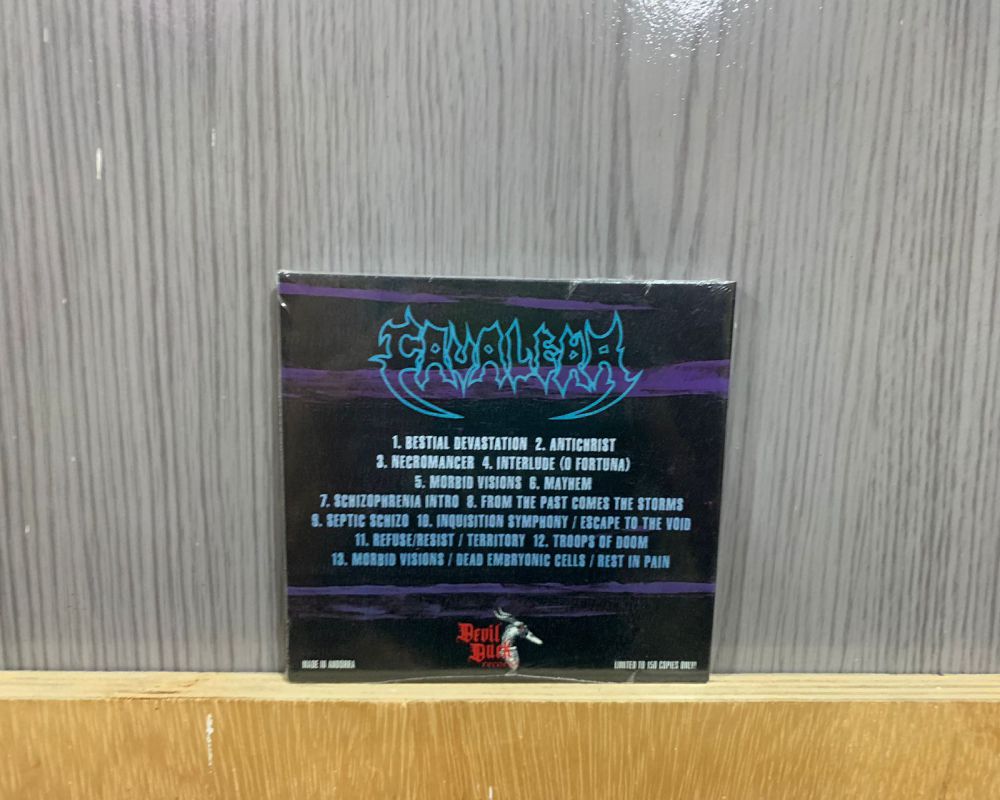 CAVALERA
1. BESTIAL DEVASTATION 2. ANTICHRIST
3. NECROMANCER 4. INTERLUDE (O FORTUNA)
5. MORBID VISIONS 6. MAYHEM
7. SCHIZOPHRENIA INTRO 8. FROM THE PAST COMES THE STORMS
9. SEPTIC SCHIZO 10. INQUISITION SYMPHONY / ESCAPE TO THE VOID
11. REFUSE/RESIST / TERRITORY 12. TROOPS OF DOOM
13. MORBID VISIONS / DEAD EMBRYONIC CELLS / REST IN PAIN
Devil
Duck
MADE IN ANDORRA
LIMITED TO 150 COPIES ONLY!